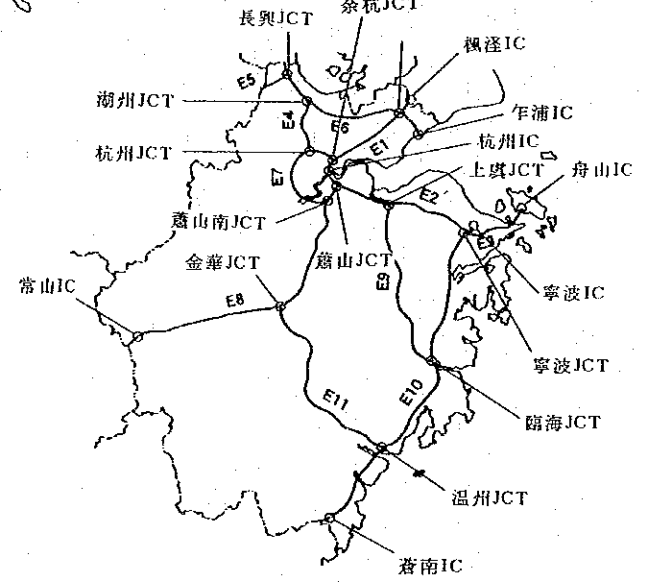 余杭JCT
長興JCT
楓涇IC
E5
湖州JCT
E4
E6
乍浦IC
杭州JCT
E1
杭州IC
E7
上虞JCT
舟山IC
E2
蕭山南JCT
E3
蕭山JCT
金華JCT
常山IC
E8
E9
寧波IC
寧波JCT
E10
E11
臨海JCT
温州JCT
蒼南IC